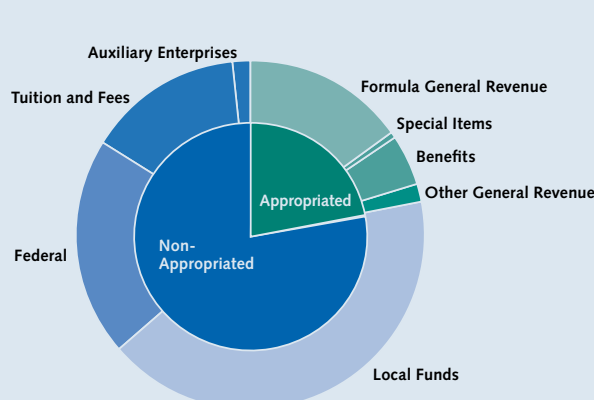 Auxiliary Enterprises
Tuition and Fees
Formula General Revenue
Special Items
Benefits
Other General Revenue
Appropriated
Non-
Appropriated
Federal
Local Funds